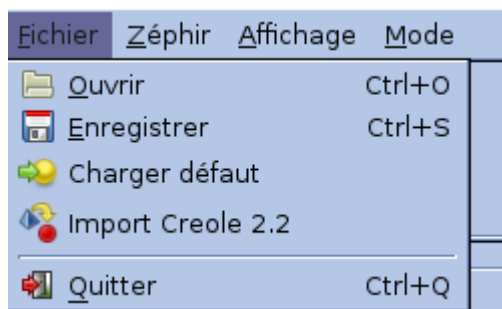 Fichier Zéphir Affichage Mode
Ouvrir Ctrl+O
Enregistrer Ctrl+S
Charger défaut
Import Creole 2.2
Quitter Ctrl+Q